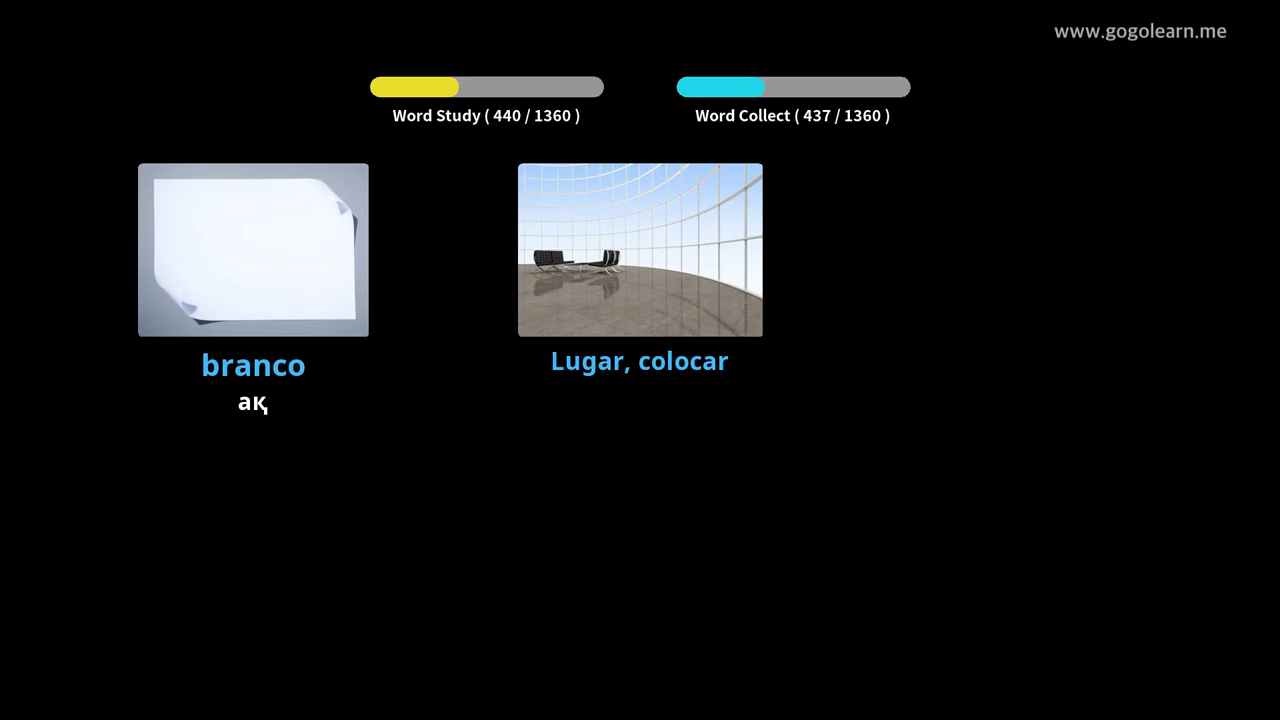 www.gogolearn.me
Word Study ( 440 / 1360 )
Word Collect ( 437 / 1360 )
branco
ақ
Lugar, colocar